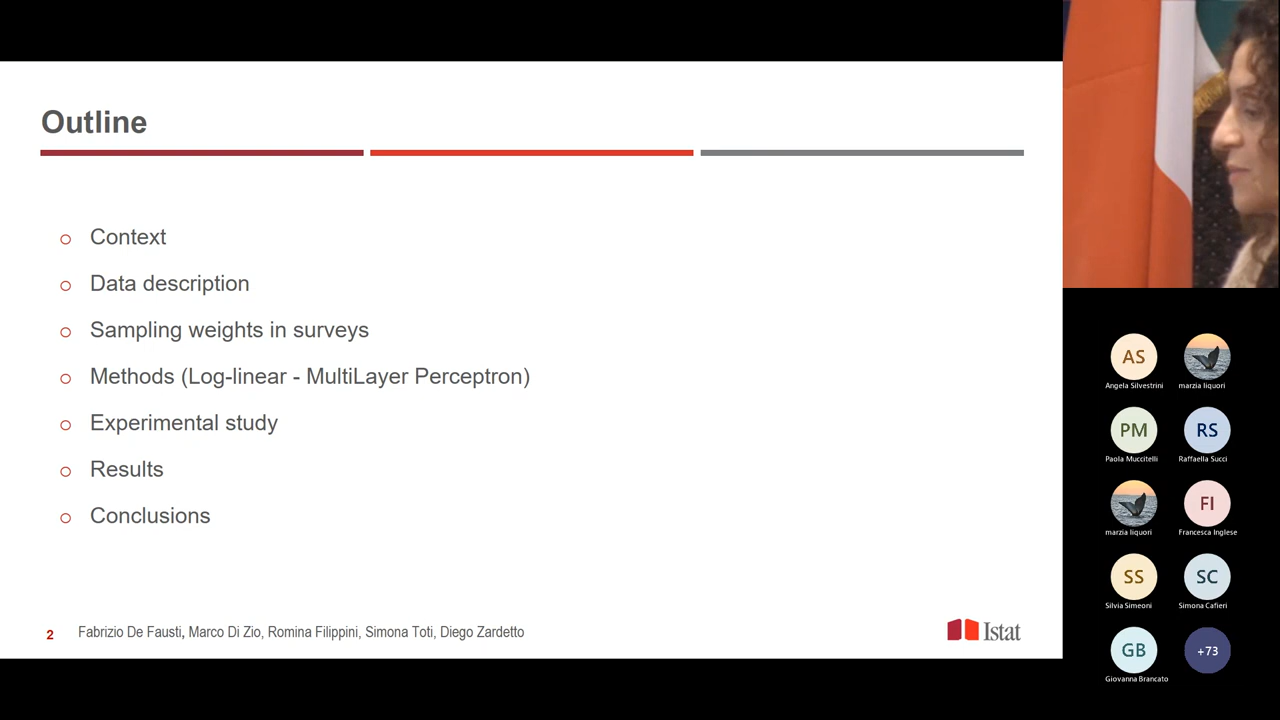 Outline
Context
Data description
Sampling weights in surveys
Methods (Log-linear - MultiLayer Perceptron)
Experimental study
Results
Conclusions
2
Fabrizio De Fausti, Marco Di Zio, Romina Filippini, Simona Toti, Diego Zardetto
Istat
AS
Angela Silvestrini
marzia liquori
PM
Paola Muccitelli
RS
Raffaella Succi
marzia liquori
FI
Francesca Inglese
SS
Silvia Simeoni
SC
Simona Cafieri
GB
Giovanna Brancato
+73